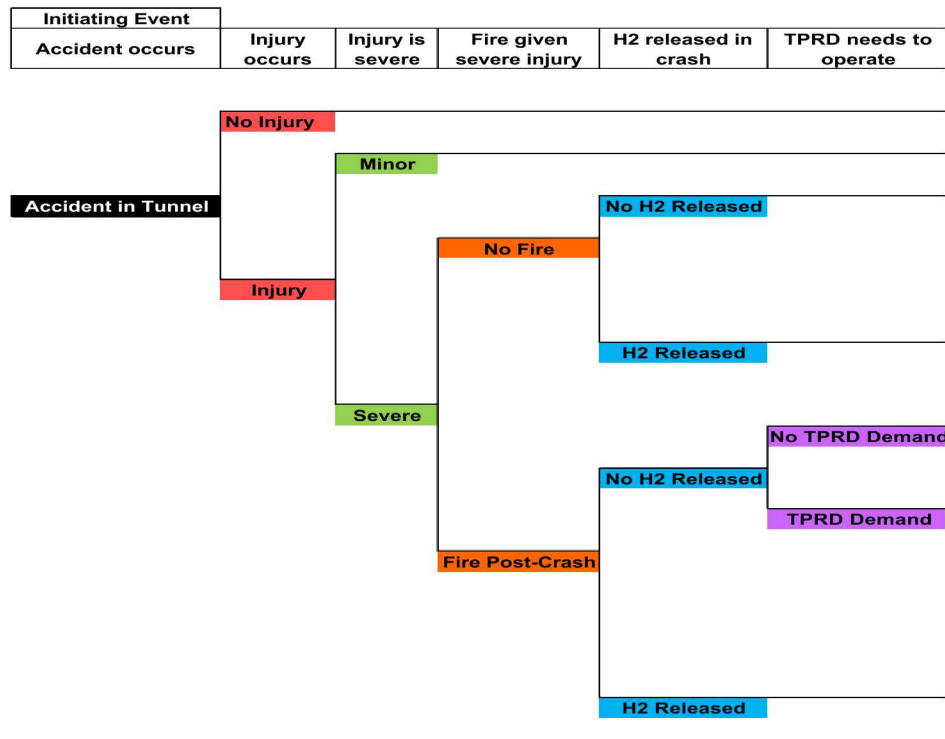 Initiating Event
Accident occurs
Injury
occurs
Injury is
severe
Fire given
severe injury
H2 released in
crash
TPRD needs to
operate
No Injury
Minor
Accident in Tunnel
No H2 Released
No Fire
Injury
H2 Released
Severe
No TPRD Demand
No H2 Released
TPRD Demand
Fire Post-Crash
H2 Released